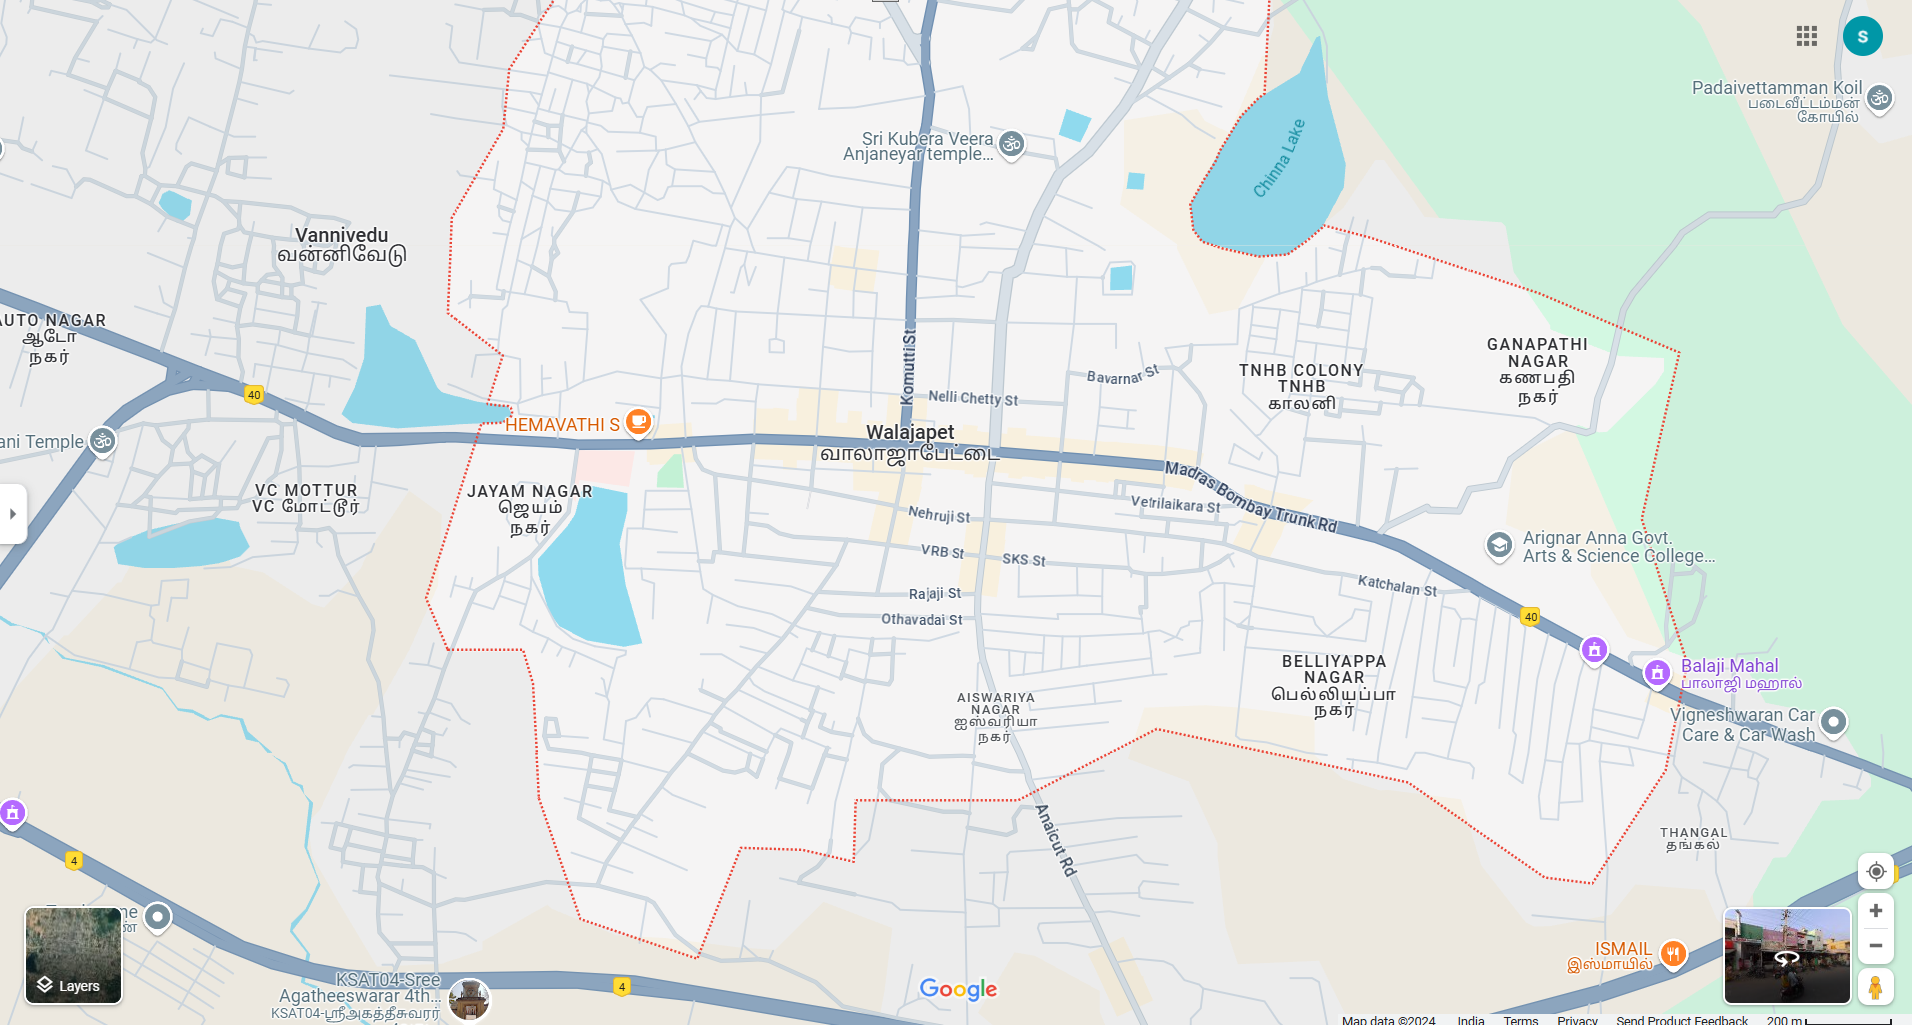 S
Padaivettamman Koil
படைவீட்டம்மன்
கோயில்
Sri Kubera Veera
Anjaneyar temple...
Chinna Lake
Vannivedu
வன்னிவேடு
AUTO NAGAR
ஆடோ
நகர்
Komutti St
GANAPATHI
NAGAR
கணபதி
நகர்
TNHB COLONY
TNHB
காலனி
Bavarnar St
Nelli Chetty St
40
HEMAVATHI S
ani Temple
Walajapet
வாலாஜாபேட்டை
Madras Bombay Trunk Rd
VC MOTTUR
VC மோட்டூர்
JAYAM NAGAR
ஜெயம்
நகர்
Vetrilaikara St
Nehruji St
Arignar Anna Govt.
Arts & Science College...
VRB St
SKS St
Katchalan St
Rajaji St
Othavadai St
40
BELLIYAPPA
NAGAR
பெல்லியப்பா
நகர்
Balaji Mahal
பாலாஜி மஹால்
AISWARIYA
NAGAR
ஐஸ்வரியா
நகர்
Vigneshwaran Car
Care & Car Wash
Anaicut Rd
THANGAL
தங்கல்
4
ISMAIL
இஸ்மாயில்
Layers
KSAT04-Sree
Agatheeswarar 4th...
KSAT04-ஸ்ரீஅகத்தீசுவரர்
4
Google
Map data ©2024 India Terms Privacy Send Product Feedback 200 m